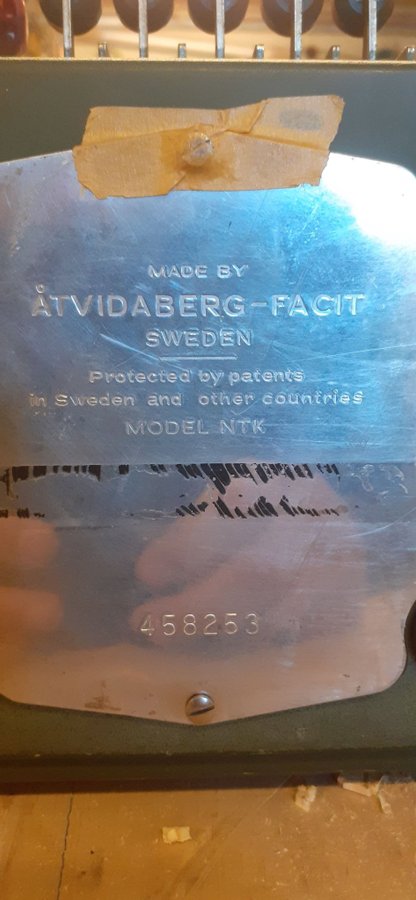 MADE BY
ÅTVIDABERG-FACIT
SWEDEN
Protected by patents
in Sweden and other countries
MODEL NTK
458253